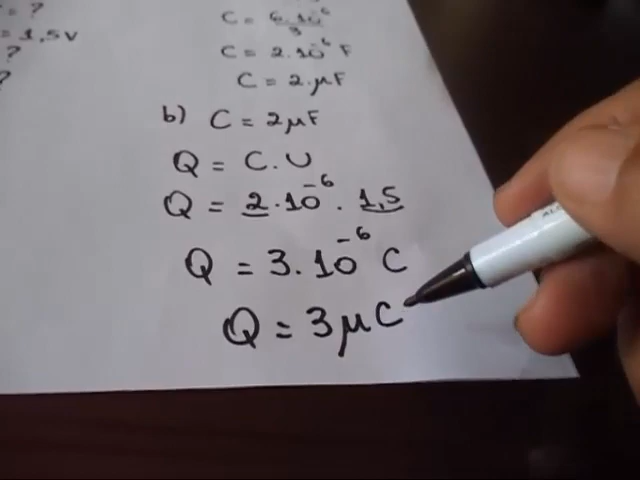 = ?
= 1,5V
?
?
C = 6.10⁻⁶
3
C = 2.10⁻⁶ F
C = 2.µF
b) C = 2µF
Q = C.U
Q = 2.10⁻⁶. 1,5
Q = 3.10⁻⁶ C
Q = 3µC